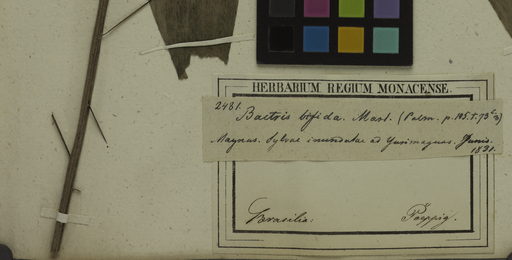 HERBARIUM REGIUM MONACENSE.
2481.
Bactris bifida. Mart. (Palm. p. 105. t. 73
Maynas. Sylvae inundatae ad Yurimaguas. Junio.
1831.
Brasilia: Poeppig.